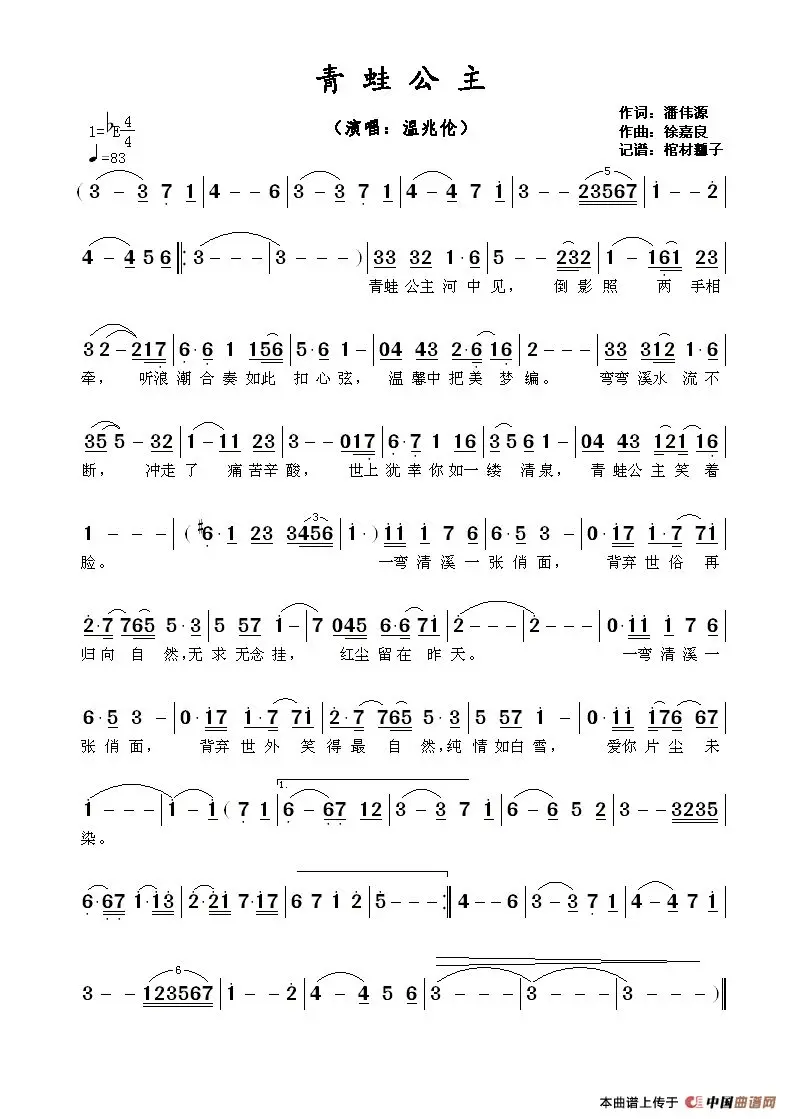 青蛙公主
（演唱：温兆伦）
作词：潘伟源
作曲：徐嘉良
记谱：棺材瓤子
1=♭E 4/4
♩=83
( 3 - 3 7 1 | 4 - - 6 | 3 - 3 7 1 | 4 - 4 7 1 | 3 - - 23567 | 1 - - 2 |
4 - 4 5 6 ‖: 3 - - - | 3 - - - ) | 33 32 1·6 | 5 - - 232 | 1 - 161 23 |
青蛙 公主 河 中 见， 倒 影 照 两 手相
32 - 217 | 6·6 1 156 | 5·6 1 - | 04 43 2·6 16 | 2 - - - | 33 312 1·6 |
牵， 听浪 潮 合 奏 如此 扣 心 弦， 温 馨中 把 美 梦 编。 弯弯 溪水 流 不
35 5 - 32 | 1 - 11 23 | 3 - - 017 | 6·7 1 16 | 3 5 6 1 - | 04 43 121 16 |
断， 冲走 了 痛 苦辛 酸， 世上 犹 幸 你 如一 缕 清 泉， 青 蛙公 主 笑 着
1 - - - | ( #6·1 23 3456 | 1·) 11 1 7 6 | 6·5 3 - | 0·17 1·7 71 |
脸。 一弯 清 溪 一 张 俏 面， 背弃 世 俗 再
2·7 765 5·3 | 5 57 1 - | 7 045 6·6 71 | 2 - - - | 2 - - - | 0·11 1 7 6 |
归 向 自 然，无 求 无念 挂， 红尘 留 在 昨 天。 一弯 清 溪 一
6·5 3 - | 0·17 1·7 71 | 2·7 765 5·5 | 5 57 1 - | 0·11 176 67 |
张 俏 面， 背弃 世 外 笑 得 最 自 然，纯 情 如白 雪， 爱你 片 尘 未
1 - - - | 1 - 1 ( 7 1 | 1. 6 - 67 12 | 3 - 3 7 1 | 6 - 6 5 2 | 3 - - 3235 |
染。
6·67 1·13 | 2·21 7·17 | 6 7 1 2 | 5 - - - :‖ 4 - - 6 | 3 - 3 7 1 | 4 - 4 7 1 |
3 - - 123567 | 1 - - 2 | 4 - 4 5 6 | 3 - - - | 3 - - - | 3 - - - ) ‖
本曲谱上传于 中国曲谱网